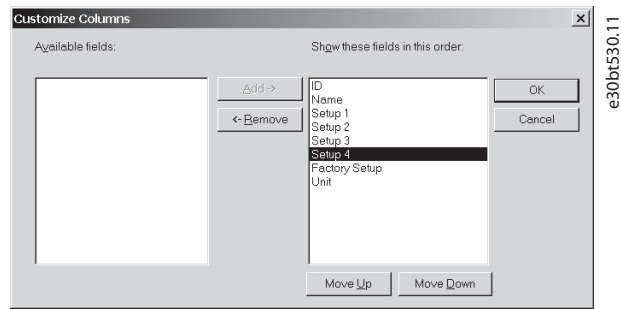 Customize Columns
Available fields:
Show these fields in this order:
Add ->
<- Remove
ID
Name
Setup 1
Setup 2
Setup 3
Setup 4
Factory Setup
Unit
OK
Cancel
Move Up
Move Down
e30bt530.11